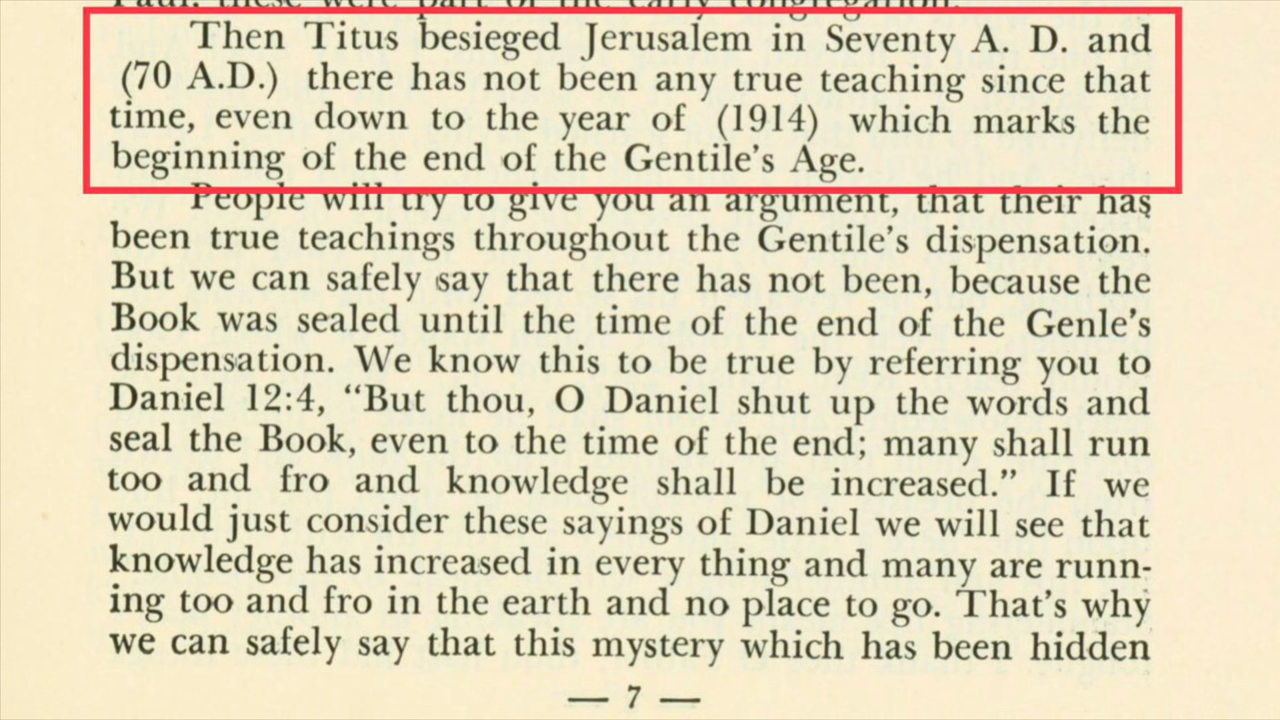 Paul, these were part of the early congregation.
Then Titus besieged Jerusalem in Seventy A. D. and
(70 A.D.) there has not been any true teaching since that
time, even down to the year of (1914) which marks the
beginning of the end of the Gentile's Age.
People will try to give you an argument, that their has
been true teachings throughout the Gentile's dispensation.
But we can safely say that there has not been, because the
Book was sealed until the time of the end of the Genle's
dispensation. We know this to be true by referring you to
Daniel 12:4, “But thou, O Daniel shut up the words and
seal the Book, even to the time of the end; many shall run
too and fro and knowledge shall be increased.” If we
would just consider these sayings of Daniel we will see that
knowledge has increased in every thing and many are runn-
ing too and fro in the earth and no place to go. That's why
we can safely say that this mystery which has been hidden
— 7 —